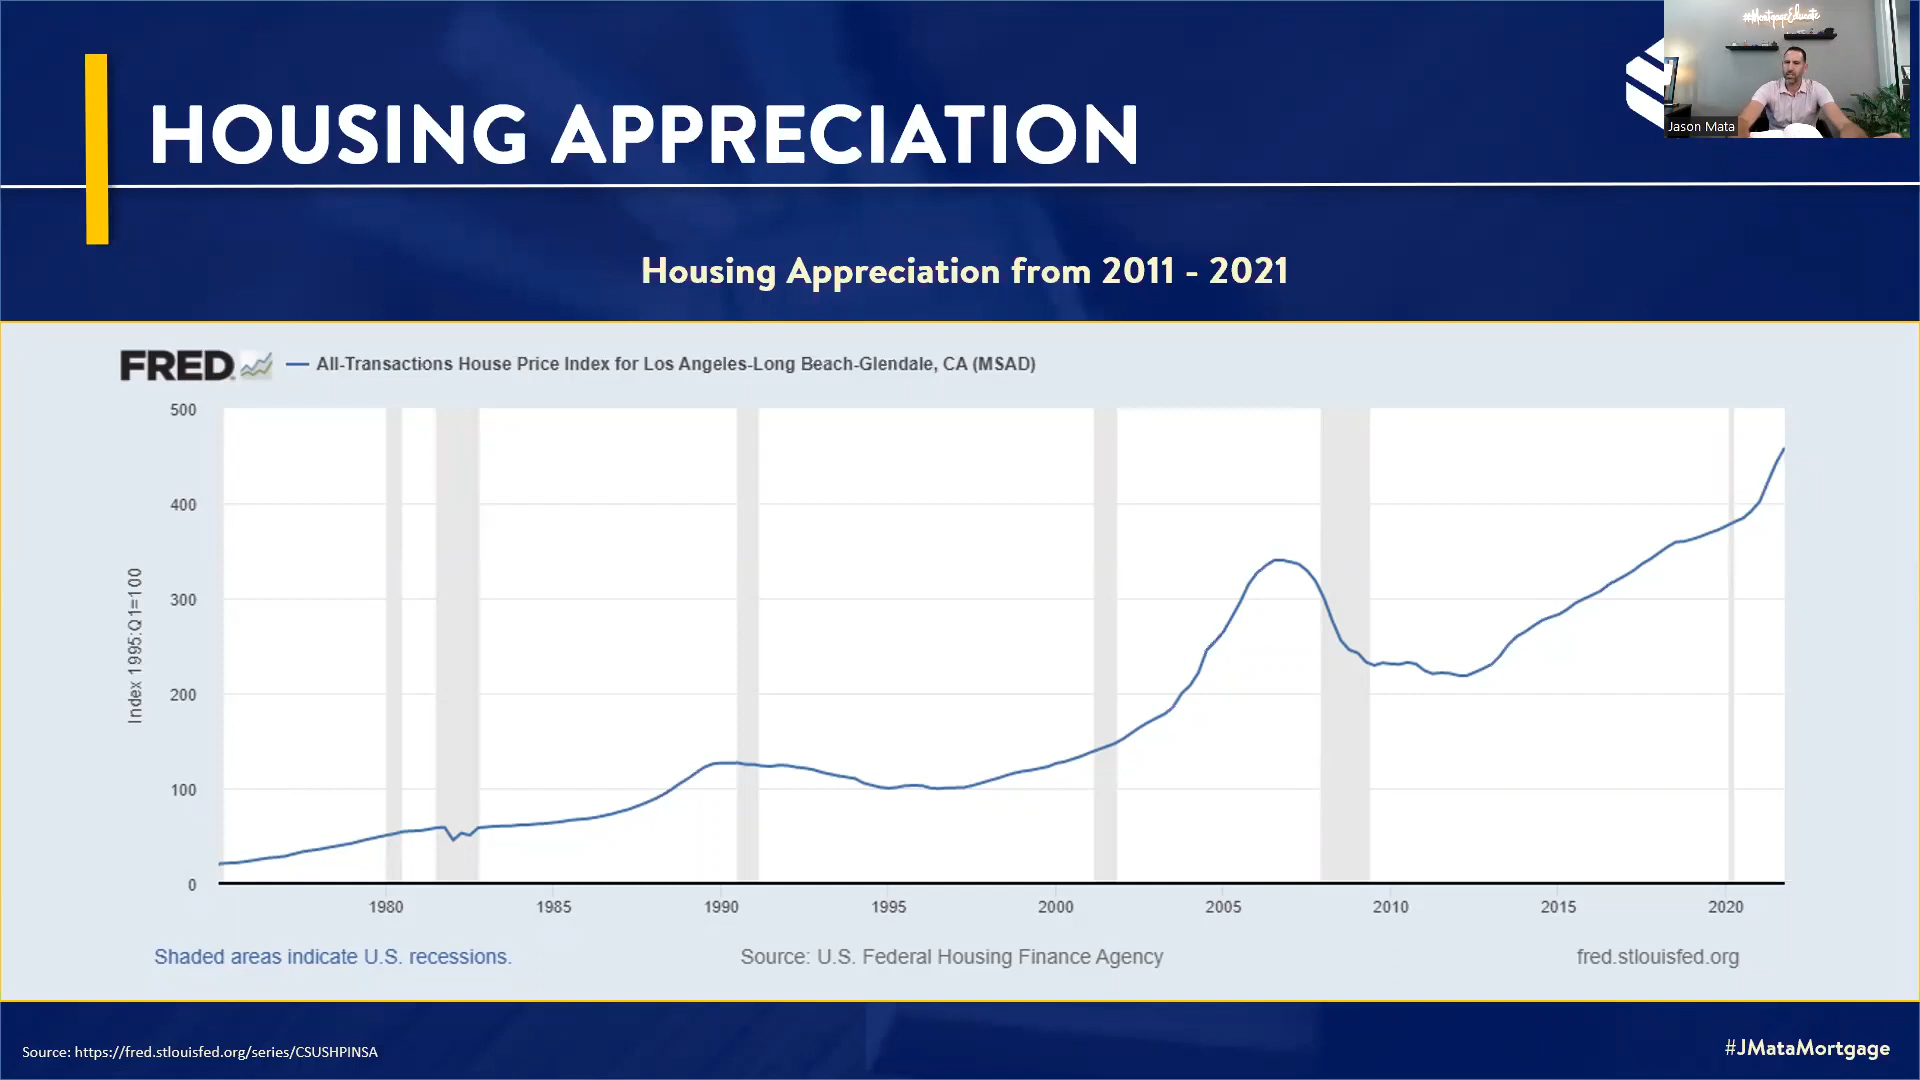 #MortgageEducate
Jason Mata
HOUSING APPRECIATION
Housing Appreciation from 2011 - 2021
FRED
All-Transactions House Price Index for Los Angeles-Long Beach-Glendale, CA (MSAD)
Index 1995:Q1=100
500
400
300
200
100
0
1980 1985 1990 1995 2000 2005 2010 2015 2020
Shaded areas indicate U.S. recessions. Source: U.S. Federal Housing Finance Agency fred.stlouisfed.org
Source: https://fred.stlouisfed.org/series/CSUSHPINSA
#JMataMortgage